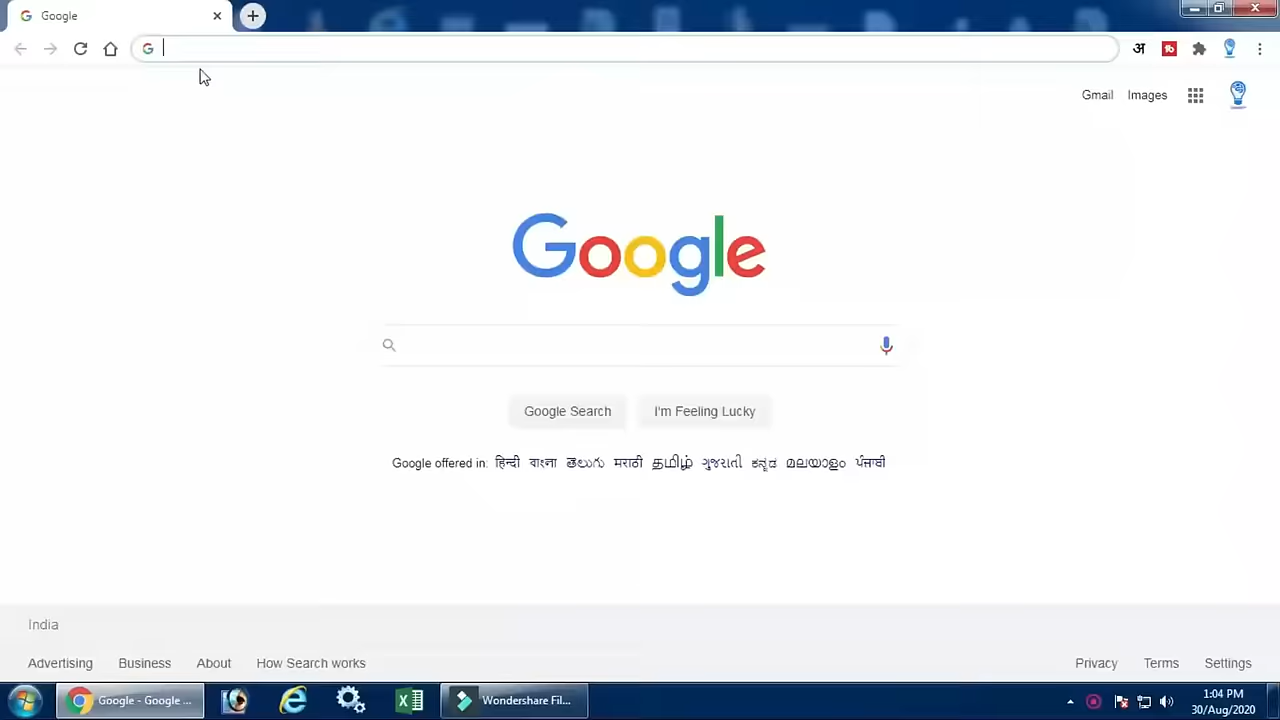 Google
अ
Gmail
Images
Google
Google Search
I'm Feeling Lucky
Google offered in: हिन्दी বাংলা తెలుగు मराठी தமிழ் ગુજરાતી ಕನ್ನಡ മലയാളം ਪੰਜਾਬੀ
India
Advertising
Business
About
How Search works
Privacy
Terms
Settings
Google - Google ...
Wondershare Fil...
1:04 PM
30/Aug/2020